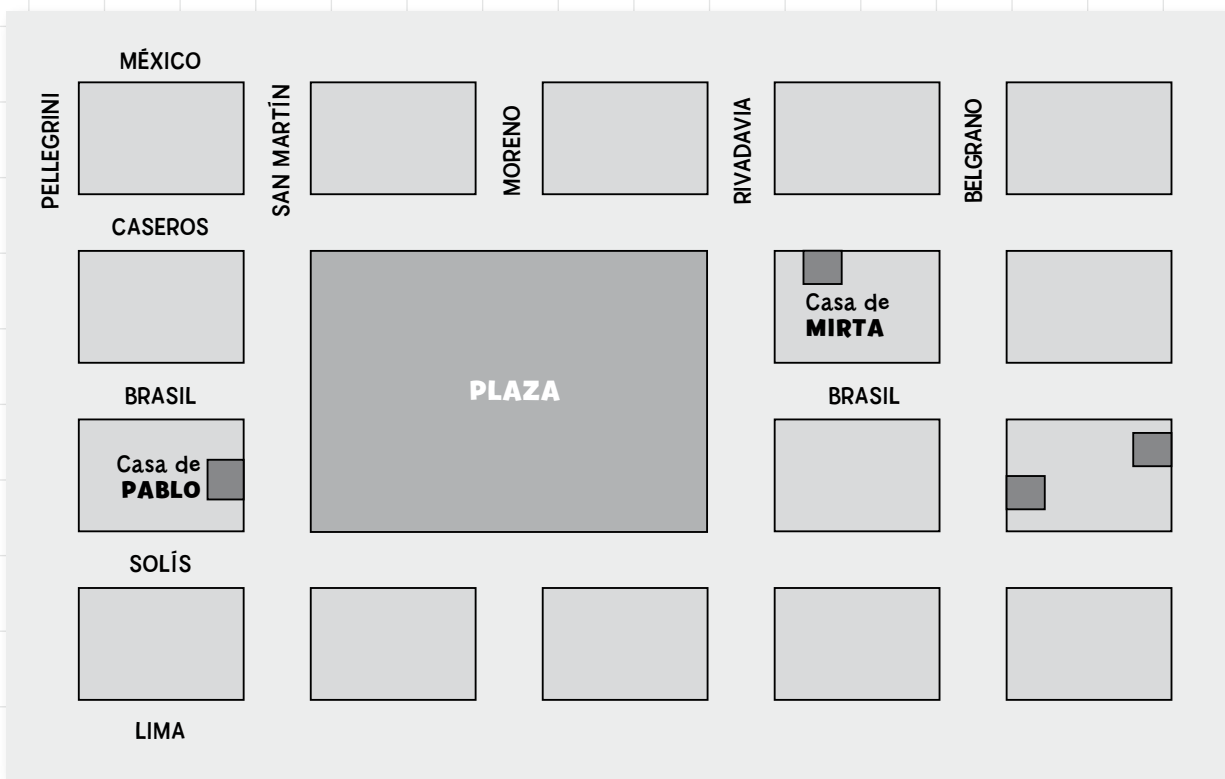 MÉXICO
PELLEGRINI
SAN MARTÍN
MORENO
RIVADAVIA
BELGRANO
CASEROS
Casa de
MIRTA
PLAZA
BRASIL
BRASIL
Casa de
PABLO
SOLÍS
LIMA